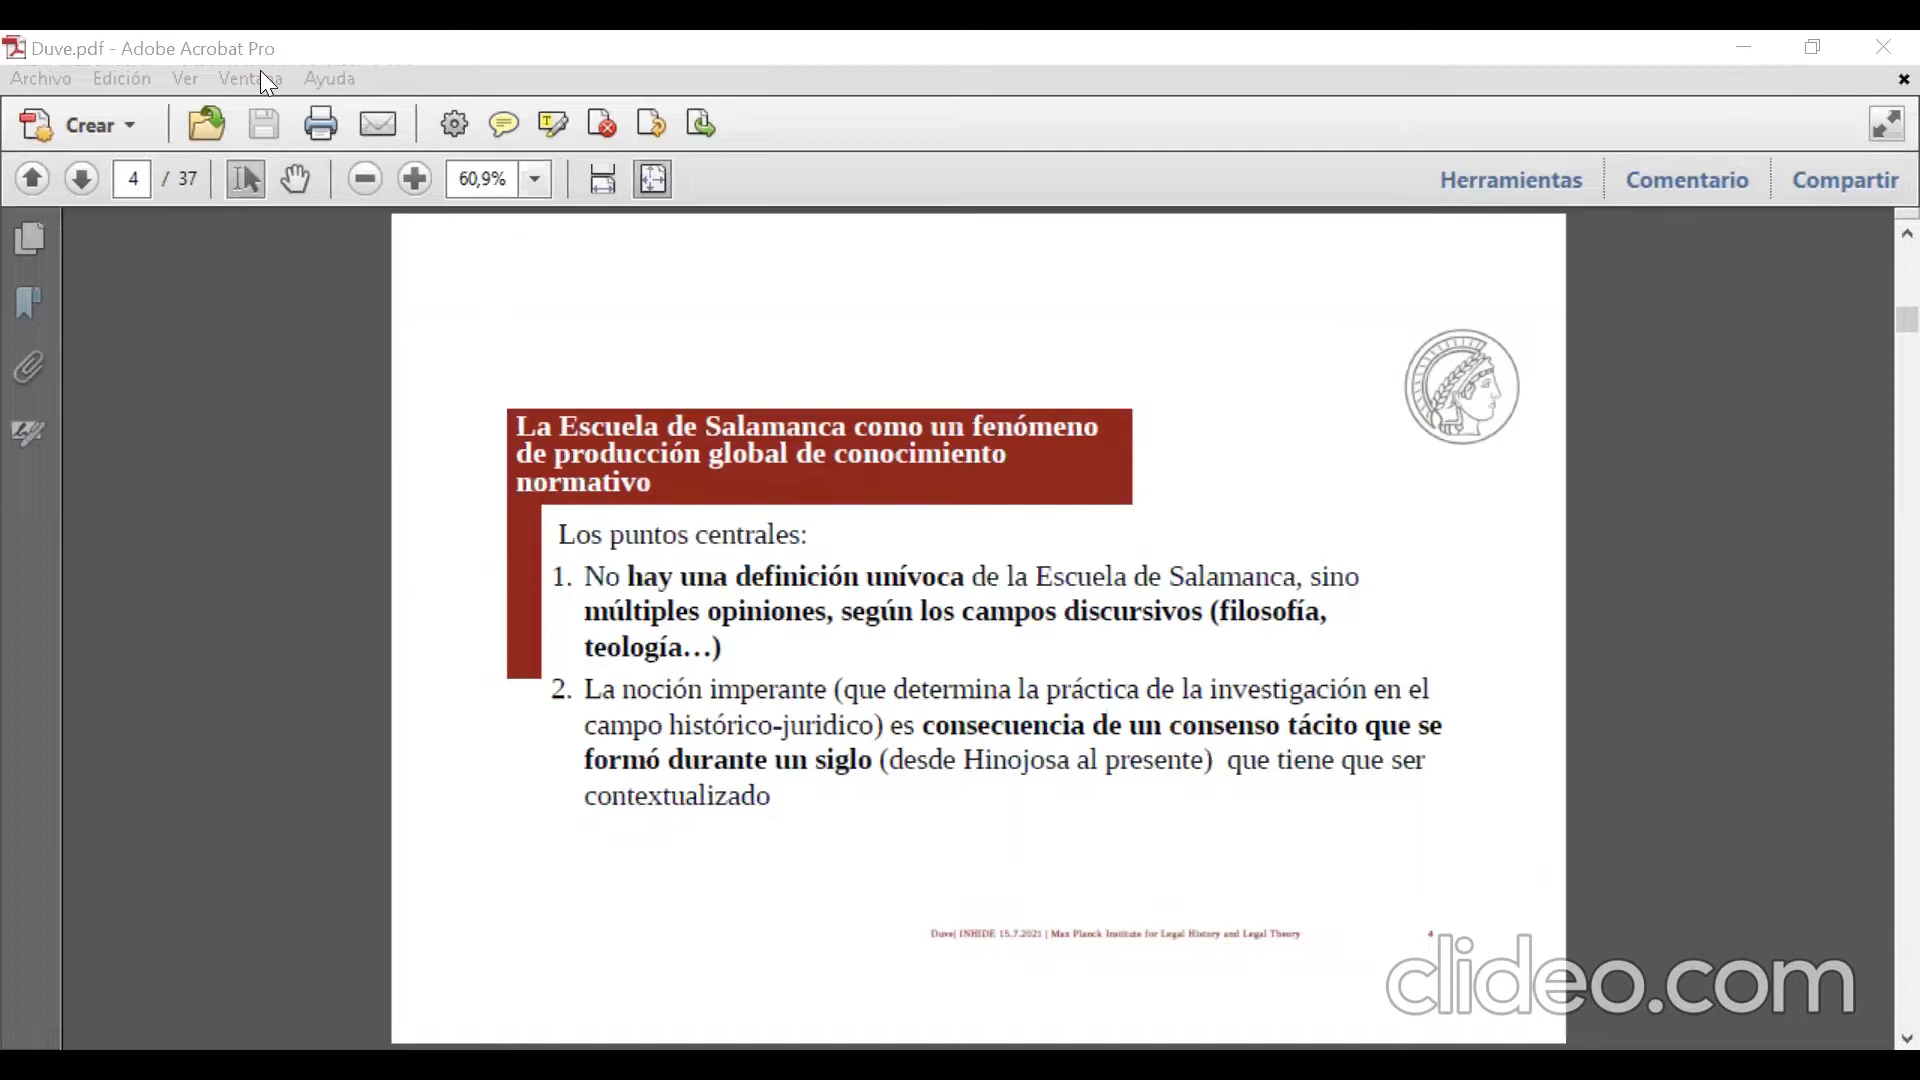 Duve.pdf - Adobe Acrobat Pro
Archivo Edición Ver Ventana Ayuda
Crear
4 / 37 60,9% Herramientas Comentario Compartir
La Escuela de Salamanca como un fenómeno
de producción global de conocimiento
normativo
Los puntos centrales:
1. No hay una definición unívoca de la Escuela de Salamanca, sino
múltiples opiniones, según los campos discursivos (filosofía,
teología…)
2. La noción imperante (que determina la práctica de la investigación en el
campo histórico-juridico) es consecuencia de un consenso tácito que se
formó durante un siglo (desde Hinojosa al presente) que tiene que ser
contextualizado
Duve| INHIDE 15.7.2021 | Max Planck Institute for Legal History and Legal Theory 4
clideo.com